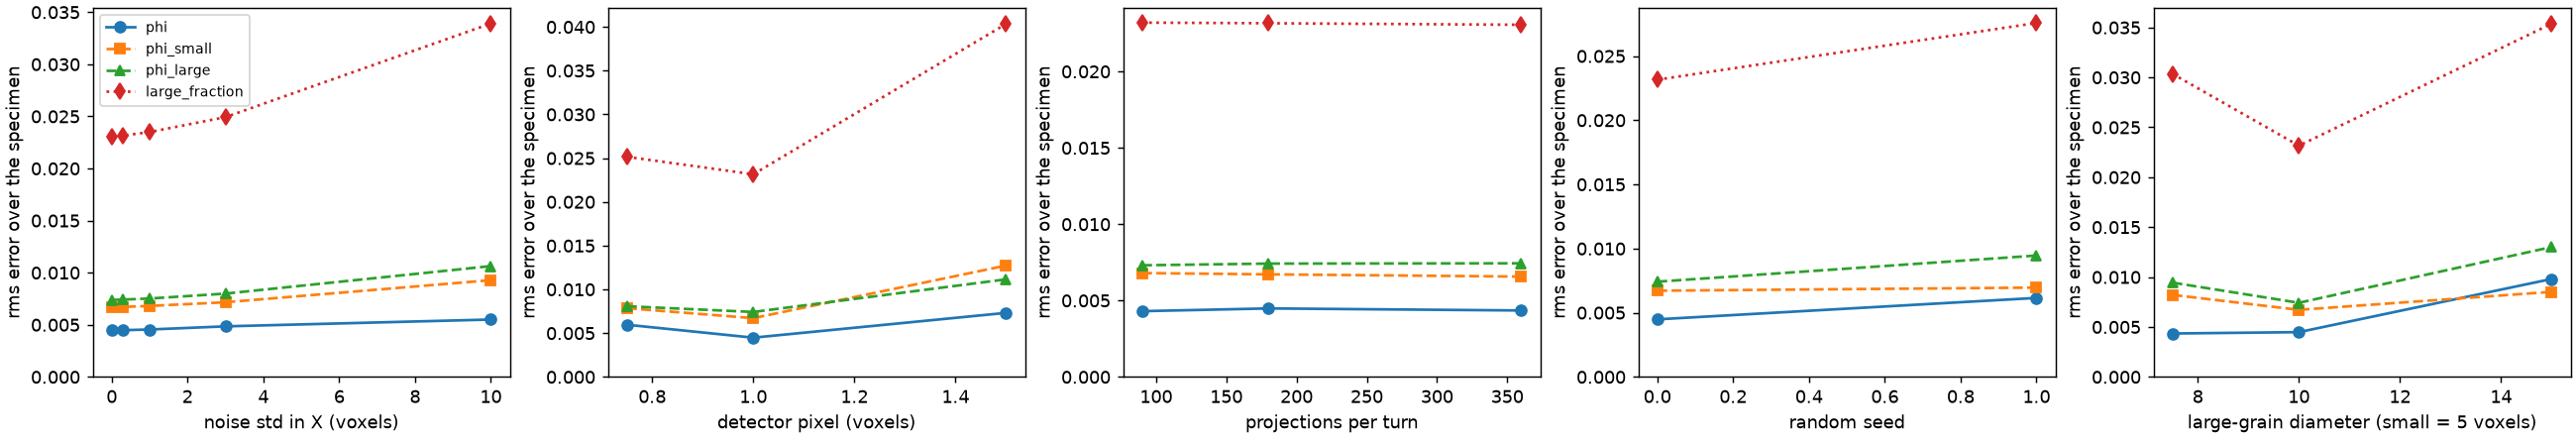 rms error over the specimen
0.035
0.030
0.025
0.020
0.015
0.010
0.005
0.000
phi
phi_small
phi_large
large_fraction
0 2 4 6 8 10
noise std in X (voxels)
rms error over the specimen
0.040
0.035
0.030
0.025
0.020
0.015
0.010
0.005
0.000
0.8 1.0 1.2 1.4
detector pixel (voxels)
rms error over the specimen
0.020
0.015
0.010
0.005
0.000
100 150 200 250 300 350
projections per turn
rms error over the specimen
0.025
0.020
0.015
0.010
0.005
0.000
0.0 0.2 0.4 0.6 0.8 1.0
random seed
rms error over the specimen
0.035
0.030
0.025
0.020
0.015
0.010
0.005
0.000
8 10 12 14
large-grain diameter (small = 5 voxels)